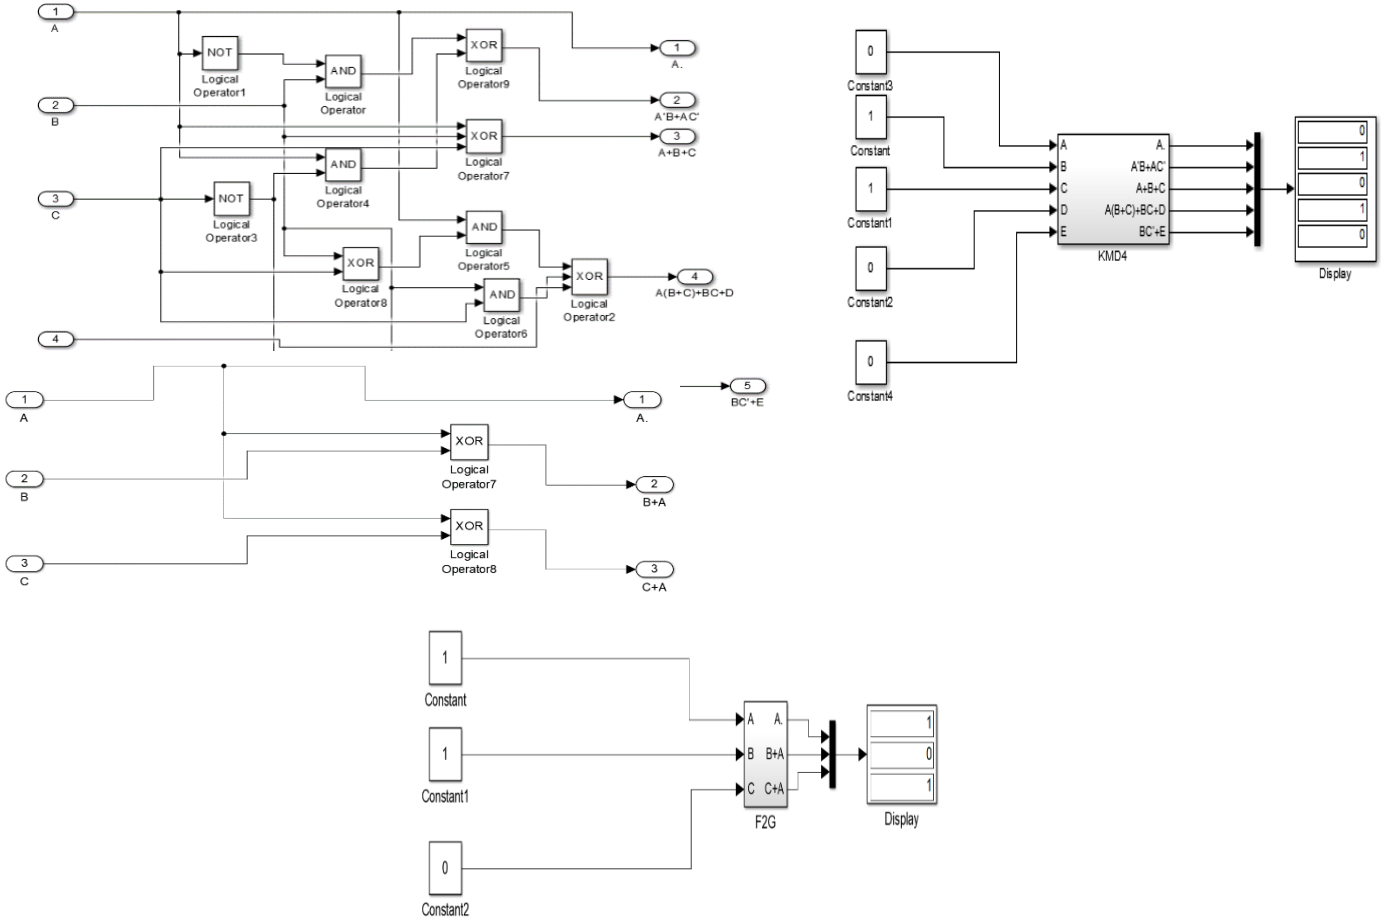 1
A
NOT
Logical
Operator1
AND
Logical
Operator
XOR
Logical
Operator9
1
A.
2
B
2
A'B+AC'
XOR
Logical
Operator7
3
A+B+C
AND
Logical
Operator4
3
C
NOT
Logical
Operator3
AND
Logical
Operator5
XOR
Logical
Operator8
AND
Logical
Operator6
XOR
Logical
Operator2
4
A(B+C)+BC+D
4
5
BC'+E
0
Constant3
1
Constant
1
Constant1
0
Constant2
0
Constant4
A A.
B A'B+AC'
C A+B+C
D A(B+C)+BC+D
E BC'+E
KMD4
0
1
0
1
0
Display
1
A
1
A.
XOR
Logical
Operator7
2
B
2
B+A
XOR
Logical
Operator8
3
C
3
C+A
1
Constant
1
Constant1
0
Constant2
A A.
B B+A
C C+A
F2G
1
0
1
Display